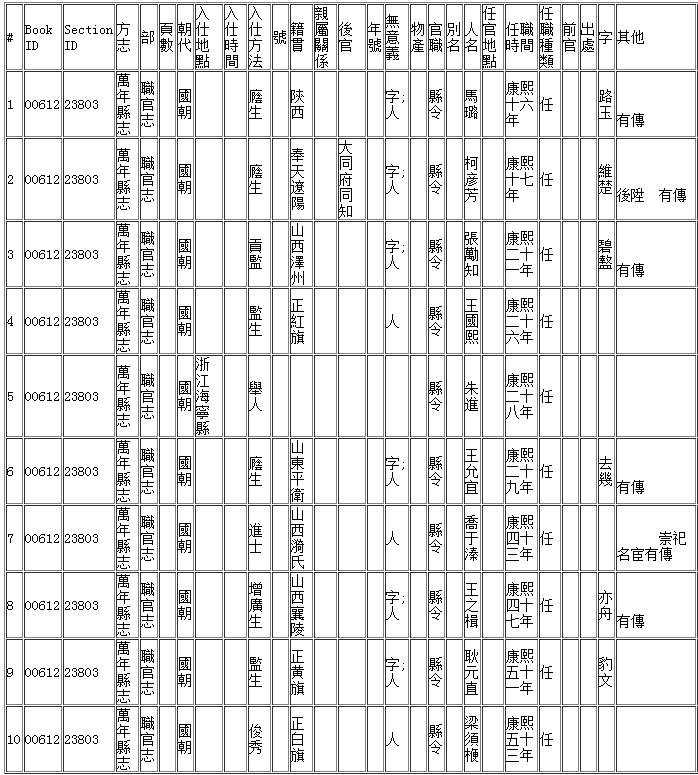 # Book ID Section ID 方志 部 頁數 朝代 入仕地點 入仕時間 入仕方法 號 籍貫 親屬關係 後官 年號 無意義 物產 官職 別名 人名 任官地點 任職時間 任職種類 前官 出處 字 其他
1 00612 23803 萬年縣志 職官志 國朝 廕生 陝西 字;人 縣令 馬璐 康熙十六年 任 路玉 有傳
2 00612 23803 萬年縣志 職官志 國朝 廕生 奉天遼陽 大同府同知 字;人 縣令 柯彦芳 康熙十七年 任 維楚 後陞 有傳
3 00612 23803 萬年縣志 職官志 國朝 貢監 山西澤州 字;人 縣令 張勵知 康熙二十一年 任 碧盩 有傳
4 00612 23803 萬年縣志 職官志 國朝 監生 正紅旗 人 縣令 王國熙 康熙二十六年 任
5 00612 23803 萬年縣志 職官志 國朝 浙江海寧縣 舉人 縣令 朱進 康熙二十八年 任
6 00612 23803 萬年縣志 職官志 國朝 廕生 山東平衛 字;人 縣令 王允宜 康熙二十九年 任 去幾 有傳
7 00612 23803 萬年縣志 職官志 國朝 進士 山西漪氏 人 縣令 喬于溱 康熙四十三年 任 崇祀名宦有傳
8 00612 23803 萬年縣志 職官志 國朝 增廣生 山西襄陵 字;人 縣令 王之楫 康熙四十七年 任 亦舟 有傳
9 00612 23803 萬年縣志 職官志 國朝 監生 正黄旗 字;人 縣令 耿元直 康熙五十一年 任 豹文
10 00612 23803 萬年縣志 職官志 國朝 俊秀 正白旗 人 縣令 梁須楩 康熙五十三年 任